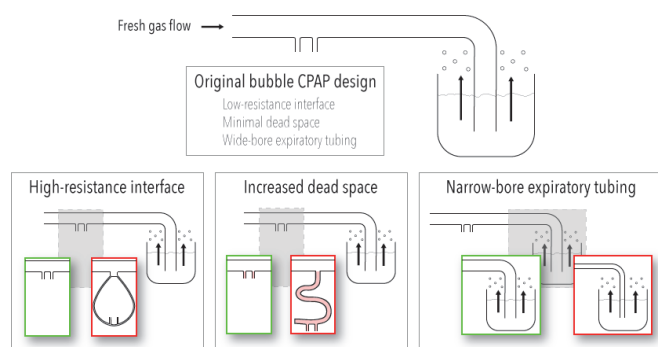 Fresh gas flow
Original bubble CPAP design
Low-resistance interface
Minimal dead space
Wide-bore expiratory tubing
High-resistance interface
Increased dead space
Narrow-bore expiratory tubing